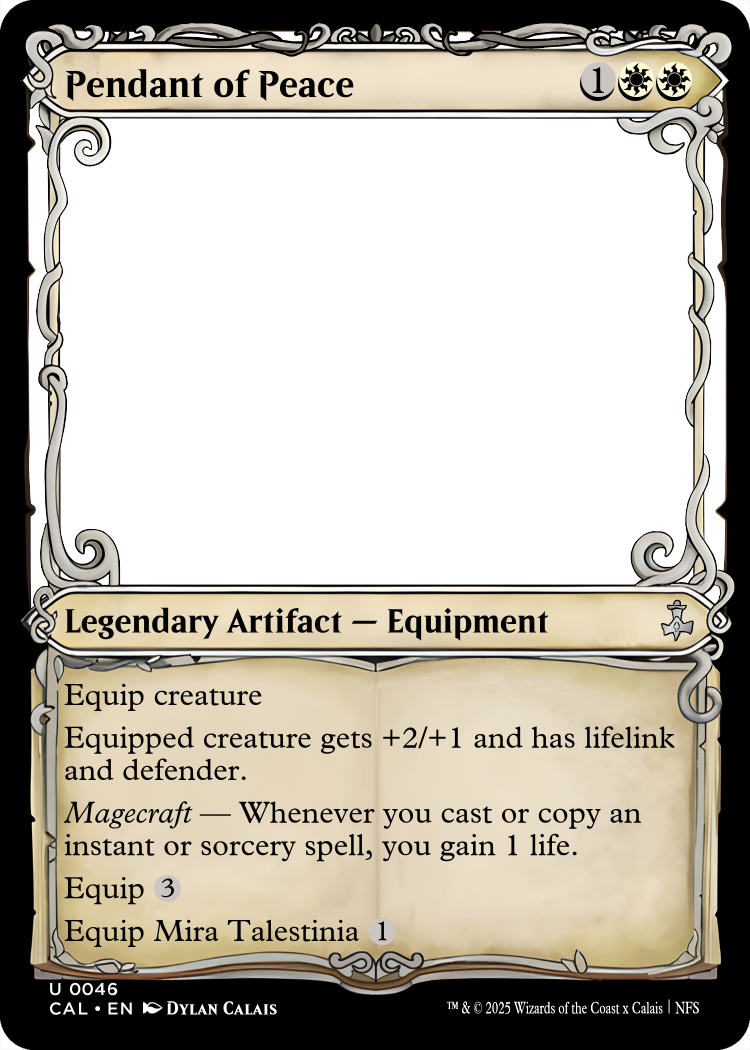 Pendant of Peace 1
Legendary Artifact — Equipment
Equip creature
Equipped creature gets +2/+1 and has lifelink
and defender.
Magecraft — Whenever you cast or copy an
instant or sorcery spell, you gain 1 life.
Equip 3
Equip Mira Talestinia 1
U 0046
CAL • EN DYLAN CALAIS ™ & © 2025 Wizards of the Coast x Calais | NFS